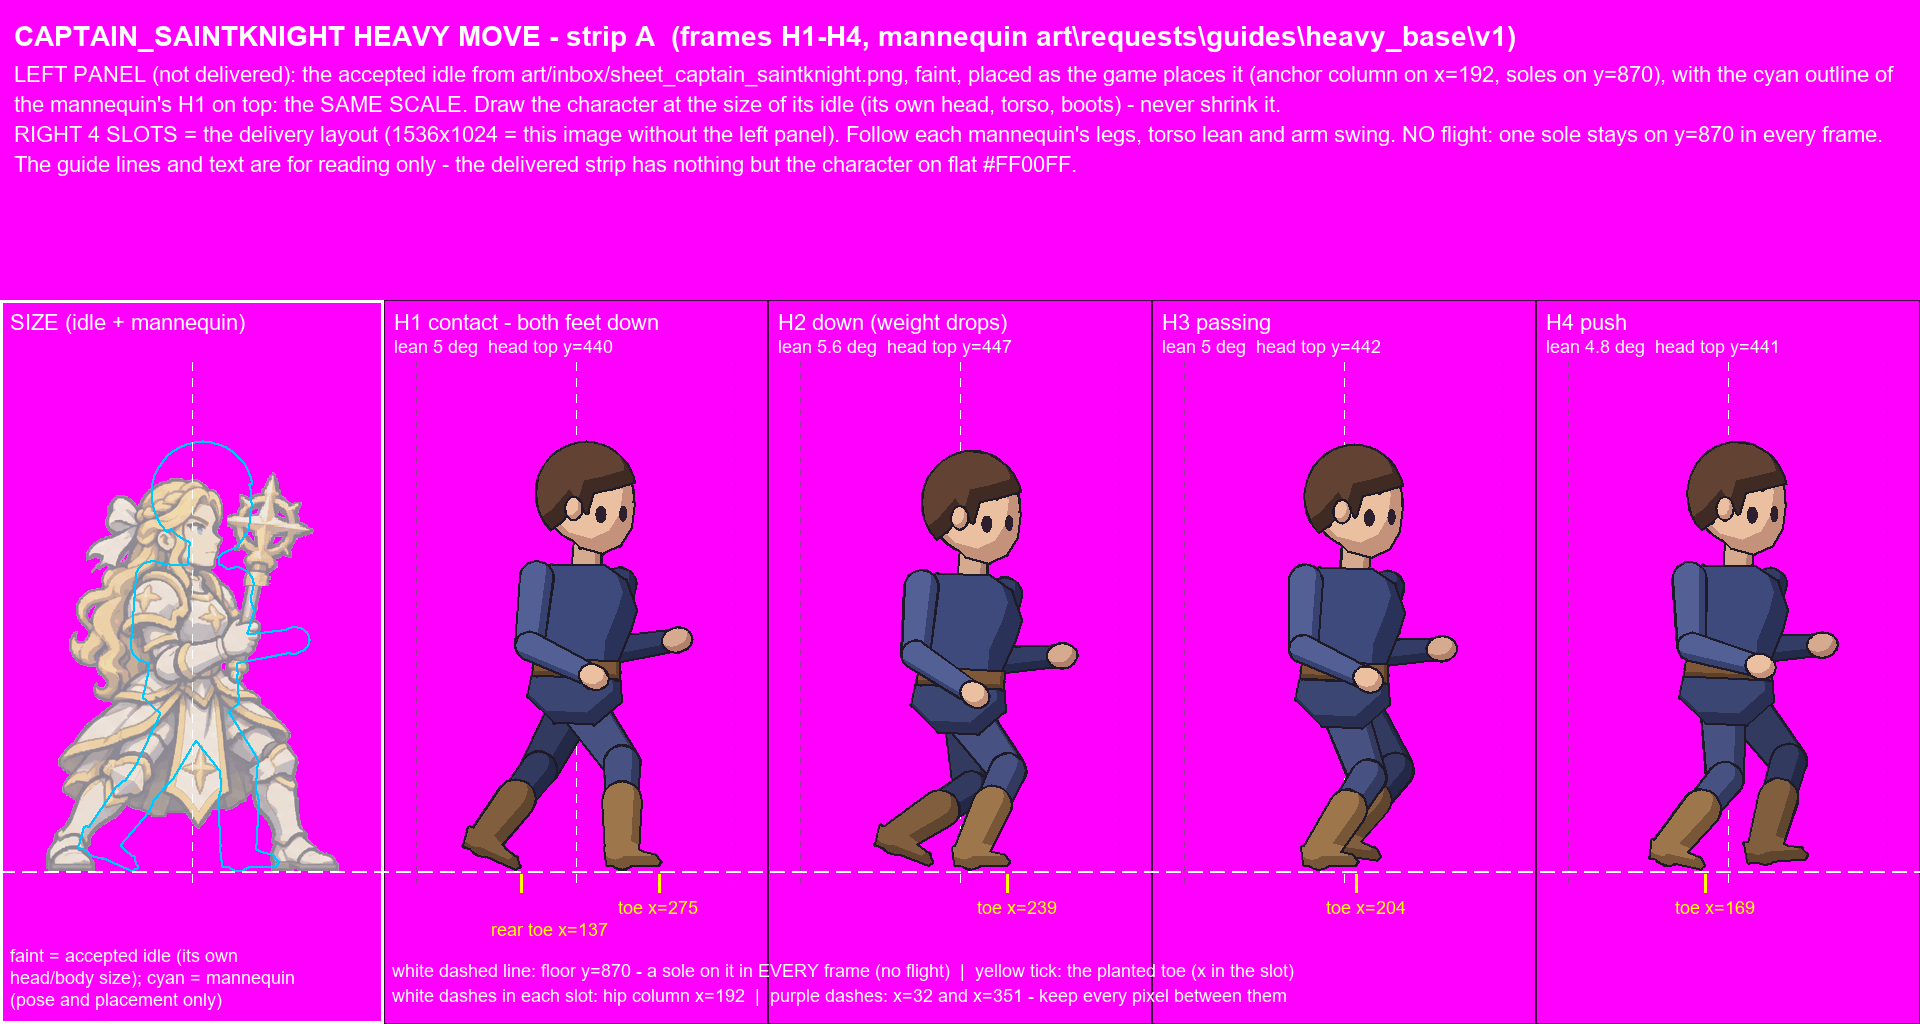 CAPTAIN_SAINTKNIGHT HEAVY MOVE - strip A  (frames H1-H4, mannequin art\requests\guides\heavy_base\v1)
LEFT PANEL (not delivered): the accepted idle from art/inbox/sheet_captain_saintknight.png, faint, placed as the game places it (anchor column on x=192, soles on y=870), with the cyan outline of
the mannequin's H1 on top: the SAME SCALE. Draw the character at the size of its idle (its own head, torso, boots) - never shrink it.
RIGHT 4 SLOTS = the delivery layout (1536x1024 = this image without the left panel). Follow each mannequin's legs, torso lean and arm swing. NO flight: one sole stays on y=870 in every frame.
The guide lines and text are for reading only - the delivered strip has nothing but the character on flat #FF00FF.
SIZE (idle + mannequin)
H1 contact - both feet down
lean 5 deg  head top y=440
H2 down (weight drops)
lean 5.6 deg  head top y=447
H3 passing
lean 5 deg  head top y=442
H4 push
lean 4.8 deg  head top y=441
toe x=275
rear toe x=137
toe x=239
toe x=204
toe x=169
faint = accepted idle (its own
head/body size); cyan = mannequin
(pose and placement only)
white dashed line: floor y=870 - a sole on it in EVERY frame (no flight)  |  yellow tick: the planted toe (x in the slot)
white dashes in each slot: hip column x=192  |  purple dashes: x=32 and x=351 - keep every pixel between them